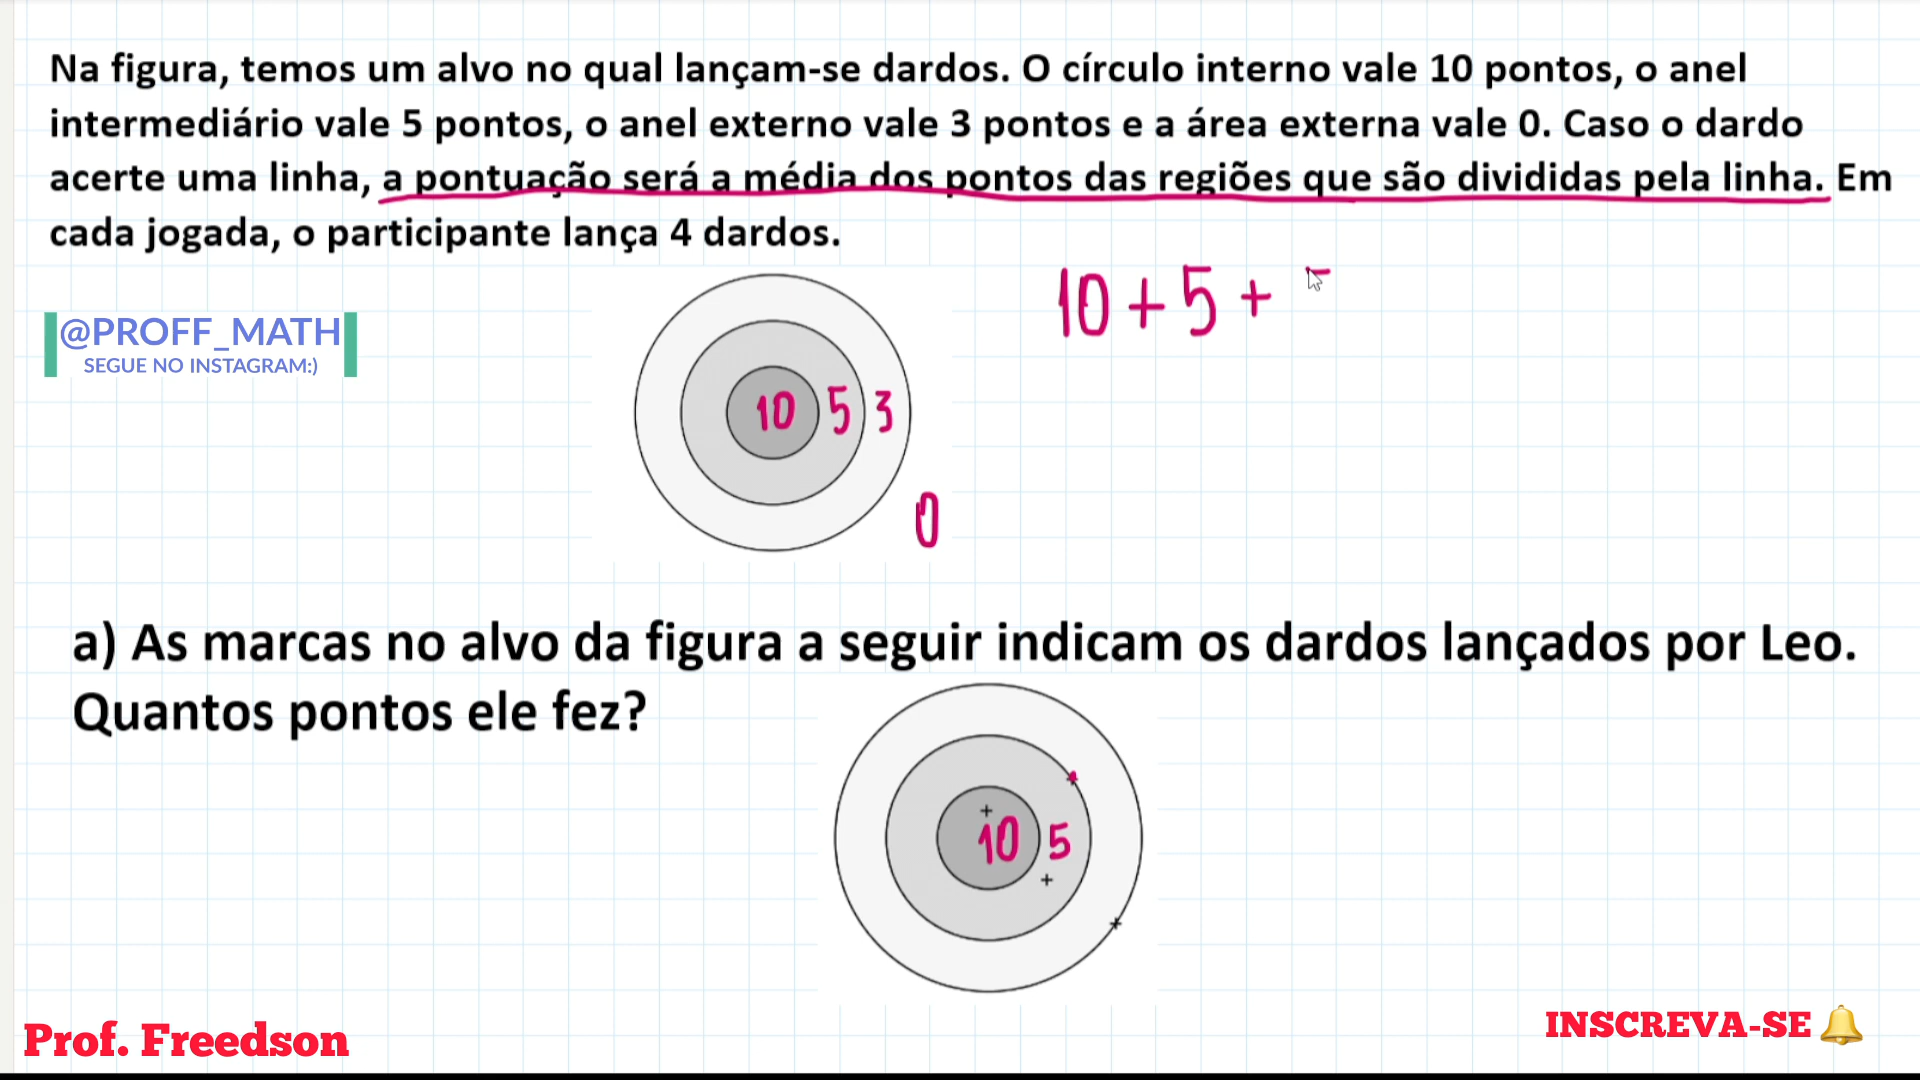 Na figura, temos um alvo no qual lançam-se dardos. O círculo interno vale 10 pontos, o anel
intermediário vale 5 pontos, o anel externo vale 3 pontos e a área externa vale 0. Caso o dardo
acerte uma linha, a pontuação será a média dos pontos das regiões que são divididas pela linha. Em
cada jogada, o participante lança 4 dardos.
10 + 5 +
@PROFF_MATH
SEGUE NO INSTAGRAM:)
10 5 3
0
a) As marcas no alvo da figura a seguir indicam os dardos lançados por Leo.
Quantos pontos ele fez?
10 5
Prof. Freedson
INSCREVA-SE